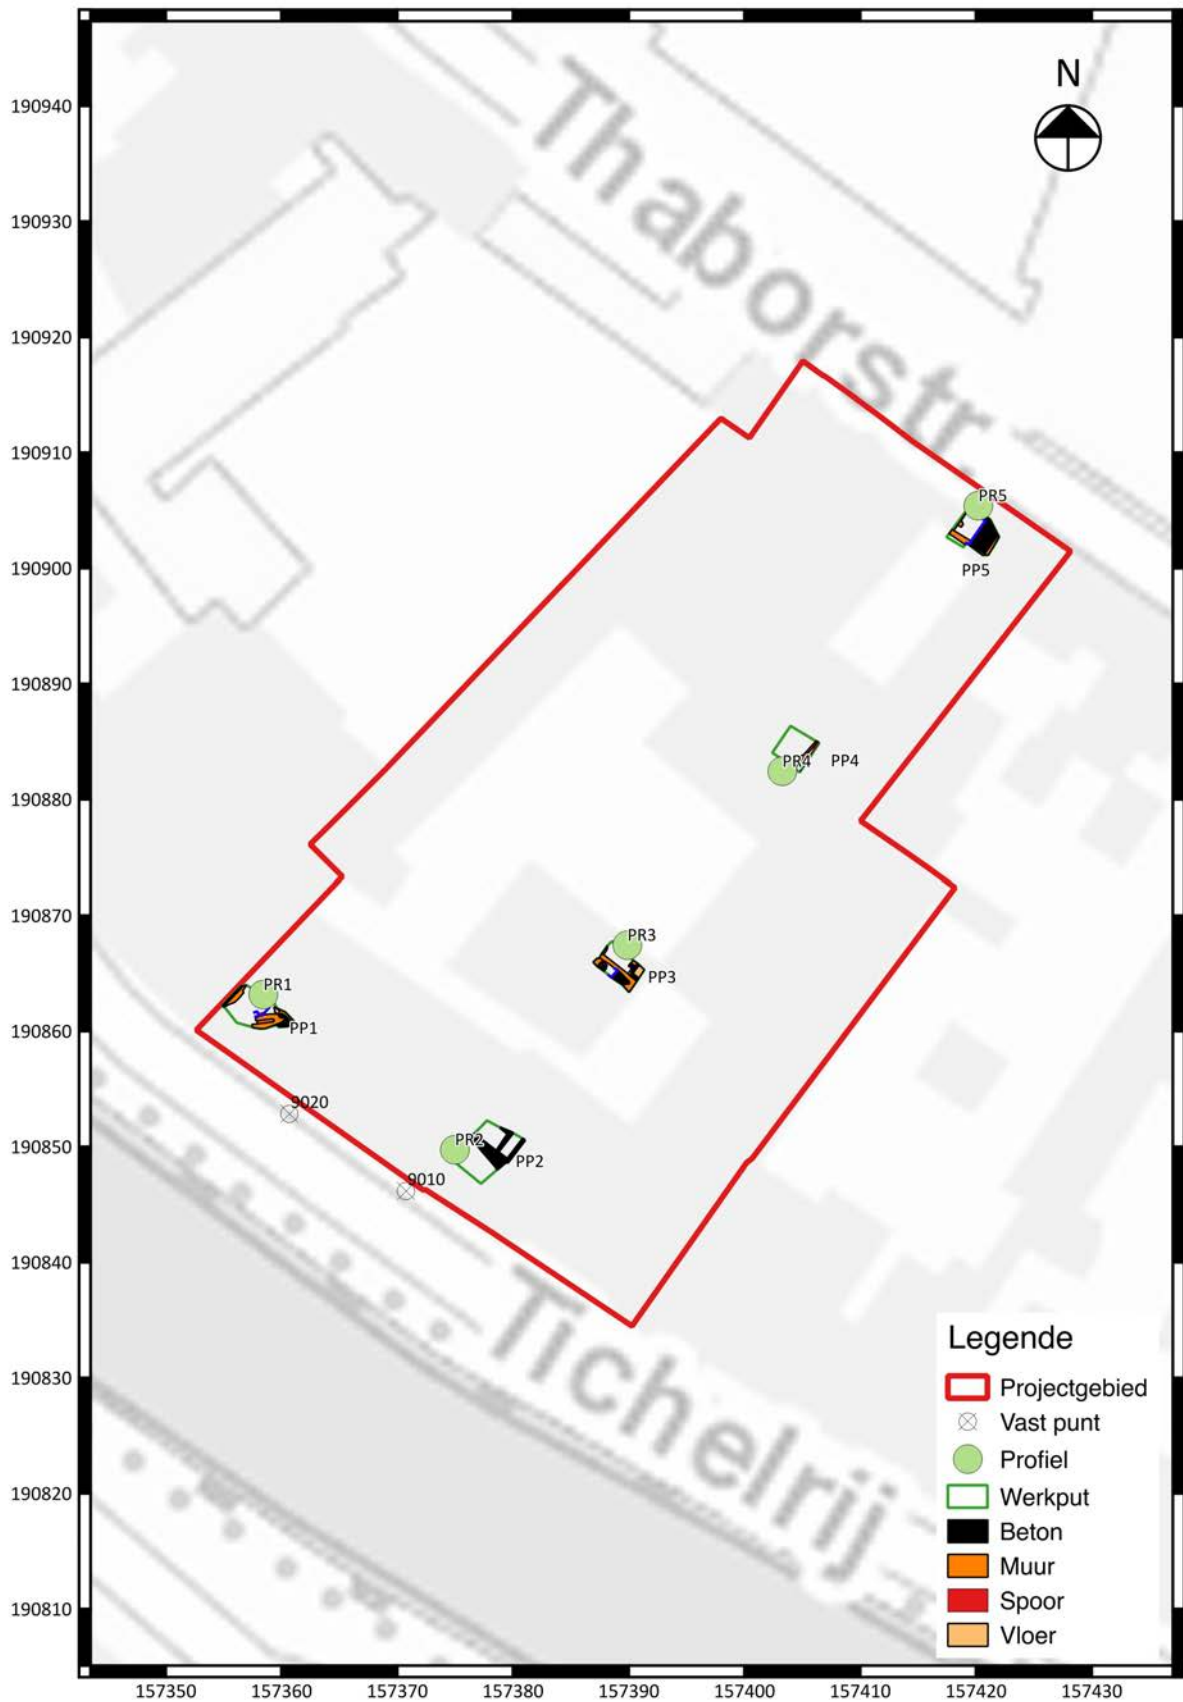 N
190940
190930
190920
190910
190900
190890
190880
190870
190860
190850
190840
190830
190820
190810
Thaborstr.
PR5
PP5
PR4
PP4
PR3
PP3
PR1
PP1
9020
PR2
PP2
9010
Tichelrij
Legende
Projectgebied
Vast punt
Profiel
Werkput
Beton
Muur
Spoor
Vloer
157350 157360 157370 157380 157390 157400 157410 157420 157430